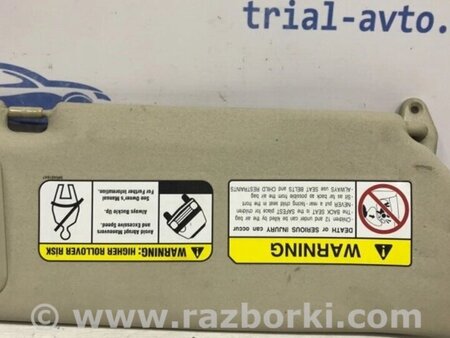 trial-avto.
WARNING
DEATH or SERIOUS INJURY can occur
Children 12 and under can be killed by the air bag
The BACK SEAT is the SAFEST place for children
NEVER put a rear-facing child seat in the front
Sit as far back as possible from the air bag
ALWAYS use SEAT BELTS and CHILD RESTRAINTS
WARNING: HIGHER ROLLOVER RISK
Avoid Abrupt Maneuvers
and Excessive Speed.
Always Buckle Up.
See Owner's Manual
For Further Information.
www.razborki.com